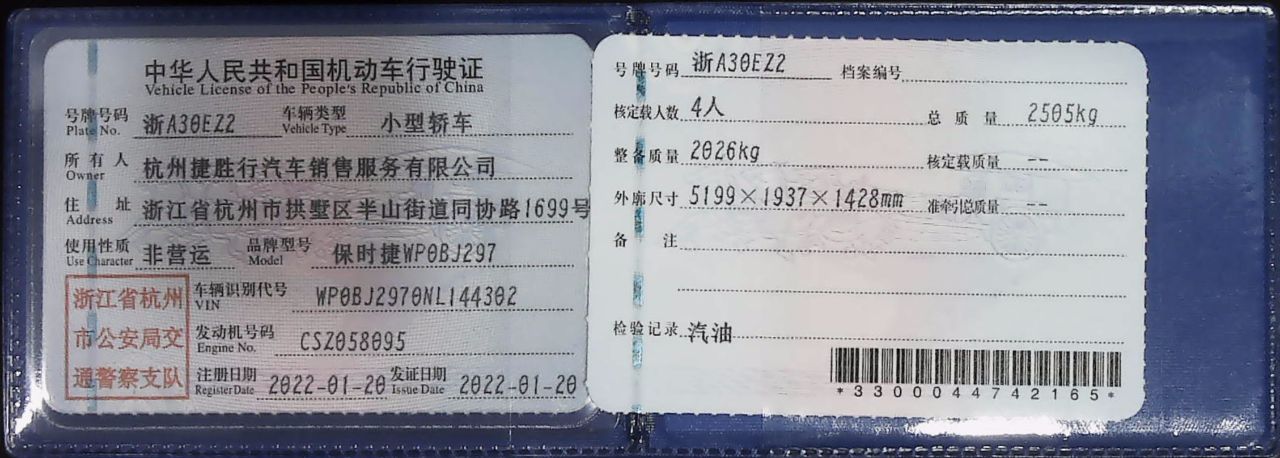 中华人民共和国机动车行驶证
Vehicle License of the People's Republic of China
号牌号码 浙A30EZ2 车辆类型 小型轿车
Plate No. Vehicle Type
所有人 杭州捷胜行汽车销售服务有限公司
Owner
住址 浙江省杭州市拱墅区半山街道同协路1699号
Address
使用性质 非营运 品牌型号 保时捷WP0BJ297
Use Character Model
浙江省杭州
市公安局交
通警察支队
车辆识别代号 WP0BJ2970NL144302
VIN
发动机号码 CSZ058095
Engine No.
注册日期 2022-01-20 发证日期 2022-01-20
Register Date Issue Date
号牌号码 浙A30EZ2 档案编号
核定载人数 4人 总质量 2505kg
整备质量 2026kg 核定载质量 --
外廓尺寸 5199×1937×1428mm 准牵引总质量 --
备注
检验记录 汽油
*3300044742165*